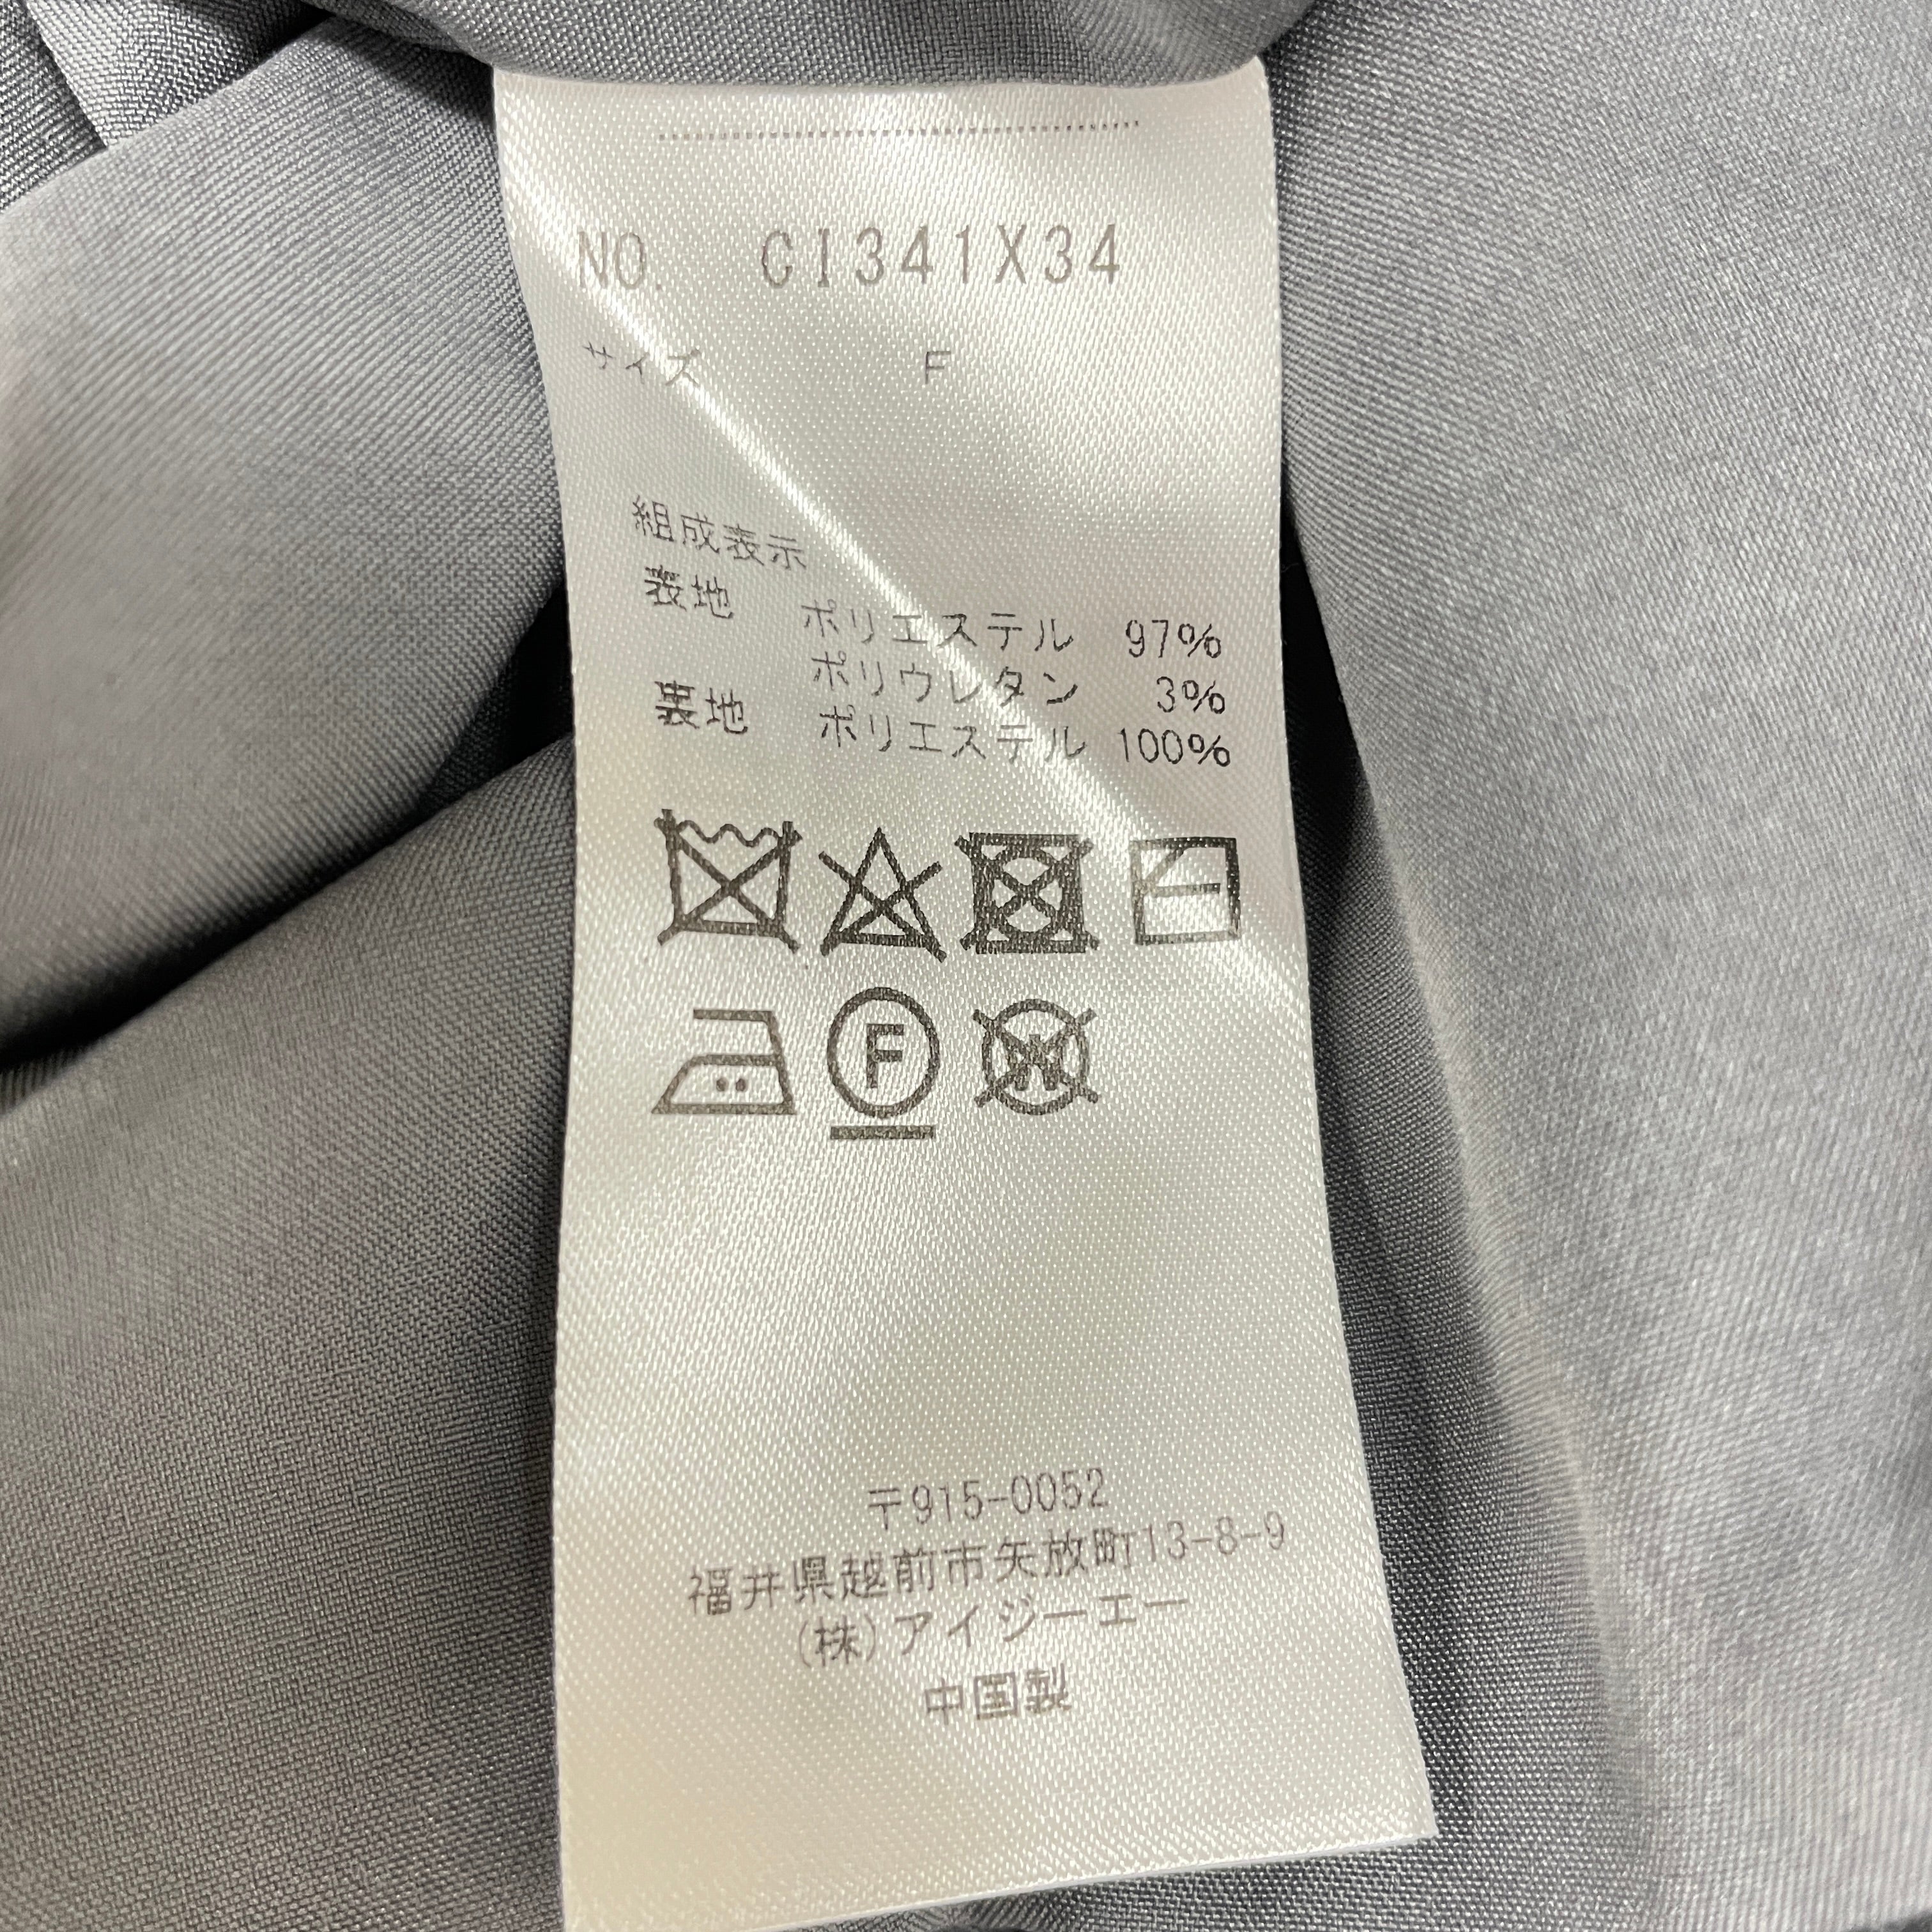 NO. CI341X34
サイズ F
組成表示
表地 ポリエステル 97%
ポリウレタン 3%
裏地 ポリエステル 100%
F
W
〒915-0052
福井県越前市矢放町13-8-9
(株)アイジーエー
中国製